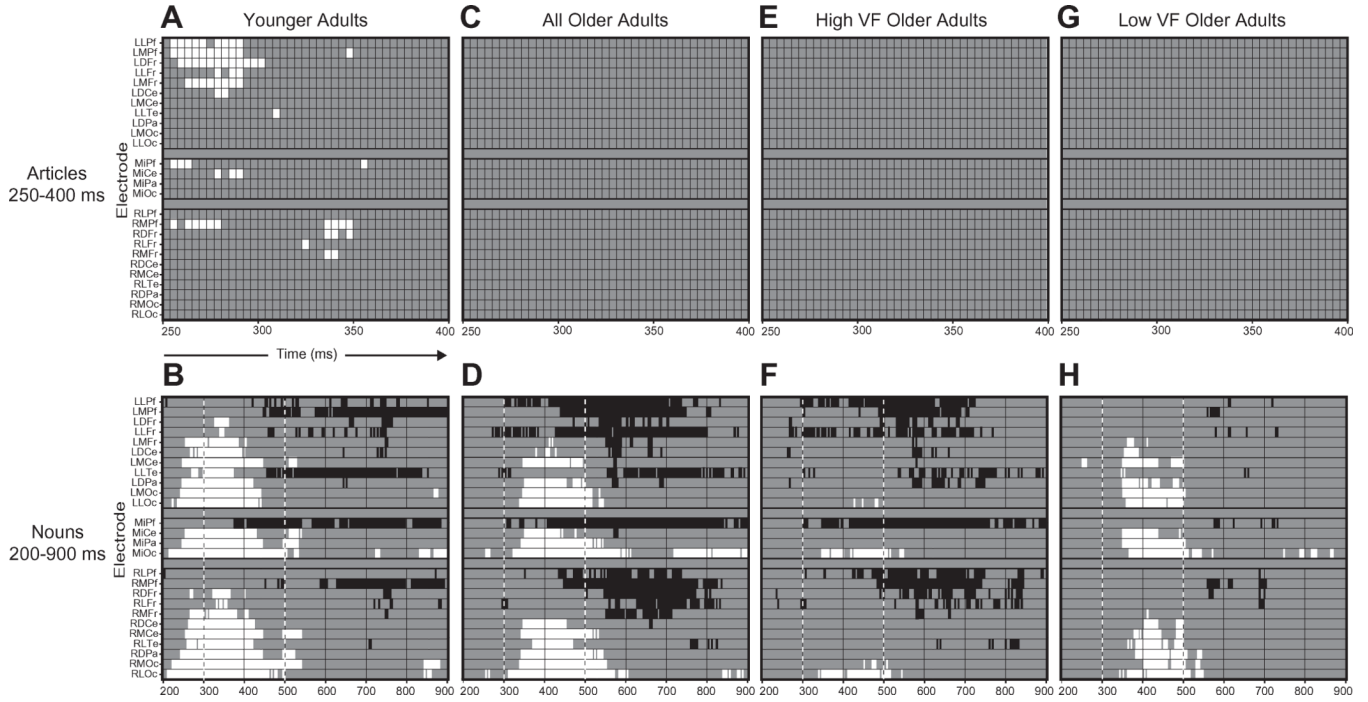 A Younger Adults
C All Older Adults
E High VF Older Adults
G Low VF Older Adults
Articles
250-400 ms
Electrode
LLPf
LMPf
LDFr
LLFr
LMFr
LDCe
LMCe
LLTe
LDPa
LMOc
LLOc
MiPf
MiCe
MiPa
MiOc
RLPf
RMPf
RDFr
RLFr
RMFr
RDCe
RMCe
RLTe
RDPa
RMOc
RLOc
250 300 350 400
300 350 400
300 350 400
300 350 400
Time (ms)
B
D
F
H
Nouns
200-900 ms
Electrode
LLPf
LMPf
LDFr
LLFr
LMFr
LDCe
LMCe
LLTe
LDPa
LMOc
LLOc
MiPf
MiCe
MiPa
MiOc
RLPf
RMPf
RDFr
RLFr
RMFr
RDCe
RMCe
RLTe
RDPa
RMOc
RLOc
200 300 400 500 600 700 800 900
200 300 400 500 600 700 800 900
200 300 400 500 600 700 800 900
200 300 400 500 600 700 800 900